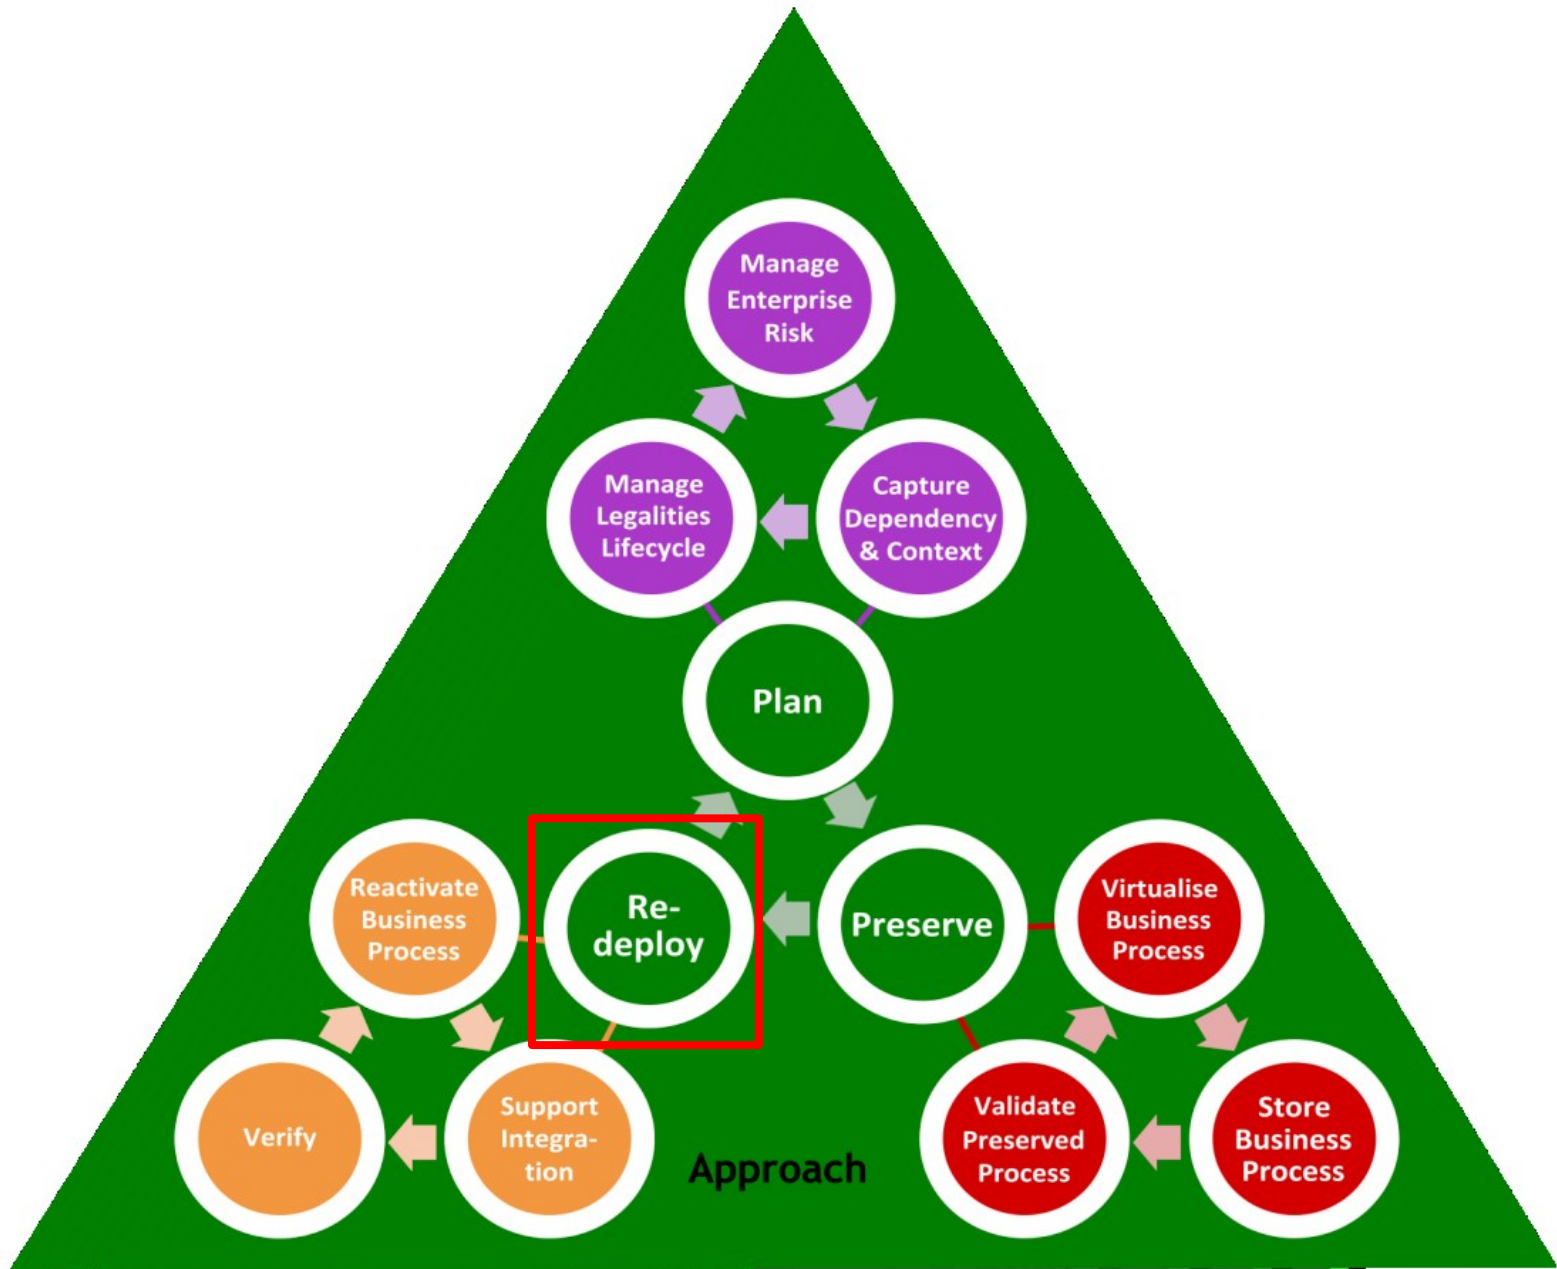 Manage
Enterprise
Risk
Manage
Legalities
Lifecycle
Capture
Dependency
& Context
Plan
Reactivate
Business
Process
Re-
deploy
Preserve
Virtualise
Business
Process
Verify
Support
Integra-
tion
Approach
Validate
Preserved
Process
Store
Business
Process